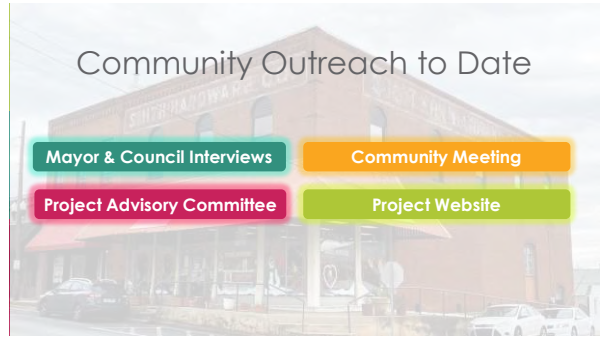 Community Outreach to Date
Mayor & Council Interviews
Community Meeting
Project Advisory Committee
Project Website